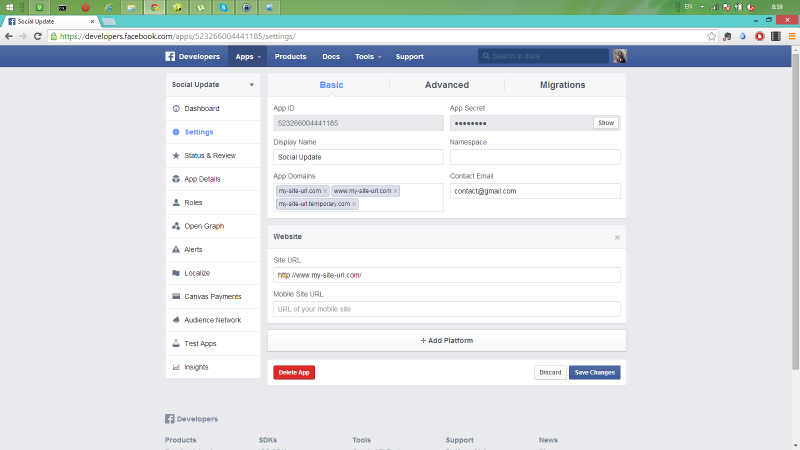 EN
8:59
Social Update
https://developers.facebook.com/apps/523266004441185/settings/
Developers Apps Products Docs Tools Support Search in docs
Social Update
Dashboard
Settings
Status & Review
App Details
Roles
Open Graph
Alerts
Localize
Canvas Payments
Audience Network
Test Apps
Insights
Basic Advanced Migrations
App ID App Secret
523266004441185 •••••••• Show
Display Name Namespace
Social Update
App Domains Contact Email
my-site-url.com × www.my-site-url.com × contact@gmail.com
my-site-url.temporary.com ×
Website ×
Site URL
http://www.my-site-url.com/
Mobile Site URL
URL of your mobile site
+ Add Platform
Delete App Discard Save Changes
Developers
Products SDKs Tools Support News